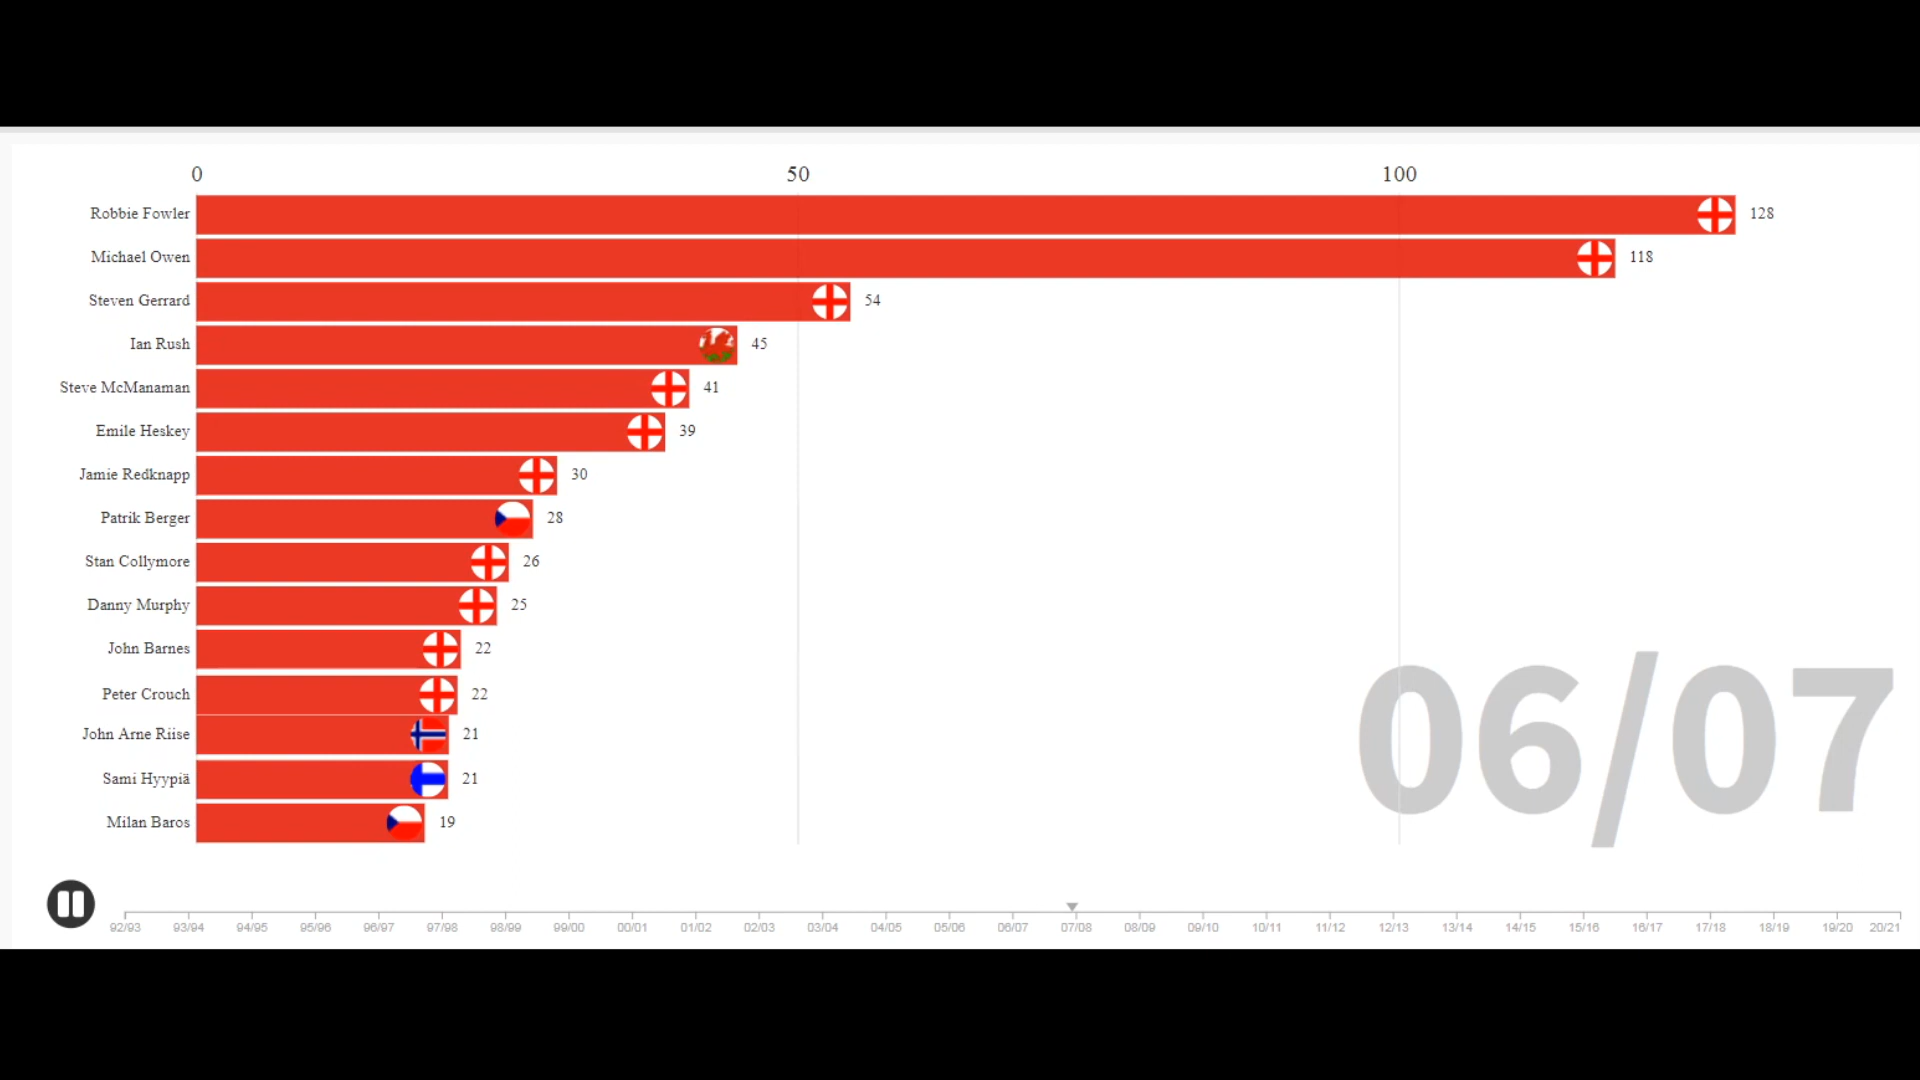 0 50 100
Robbie Fowler 128
Michael Owen 118
Steven Gerrard 54
Ian Rush 45
Steve McManaman 41
Emile Heskey 39
Jamie Redknapp 30
Patrik Berger 28
Stan Collymore 26
Danny Murphy 25
John Barnes 22
Peter Crouch 22
John Arne Riise 21
Sami Hyypiä 21
Milan Baros 19
06/07
92/93 93/94 94/95 95/96 96/97 97/98 98/99 99/00 00/01 01/02 02/03 03/04 04/05 05/06 06/07 07/08 08/09 09/10 10/11 11/12 12/13 13/14 14/15 15/16 16/17 17/18 18/19 19/20 20/21